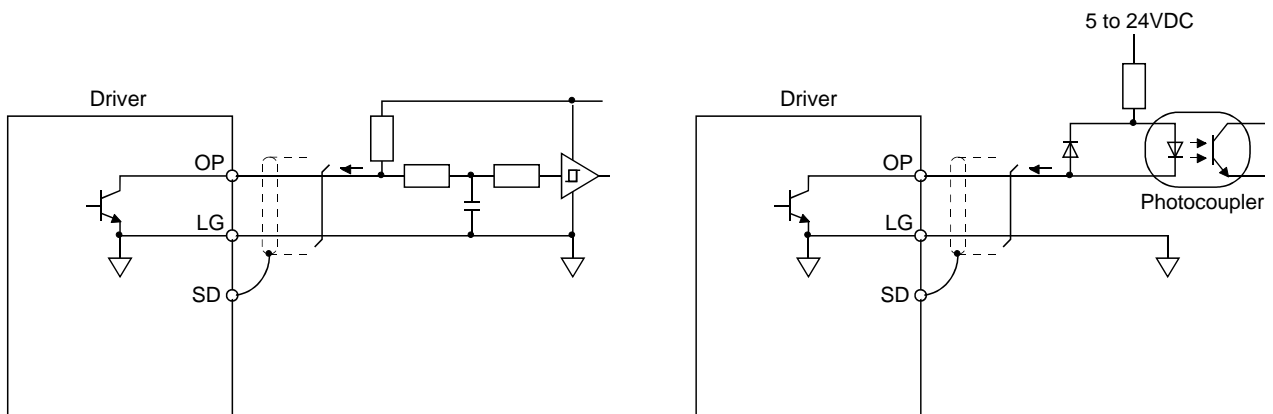 Driver
OP
LG
SD
5 to 24VDC
Driver
OP
LG
SD
Photocoupler